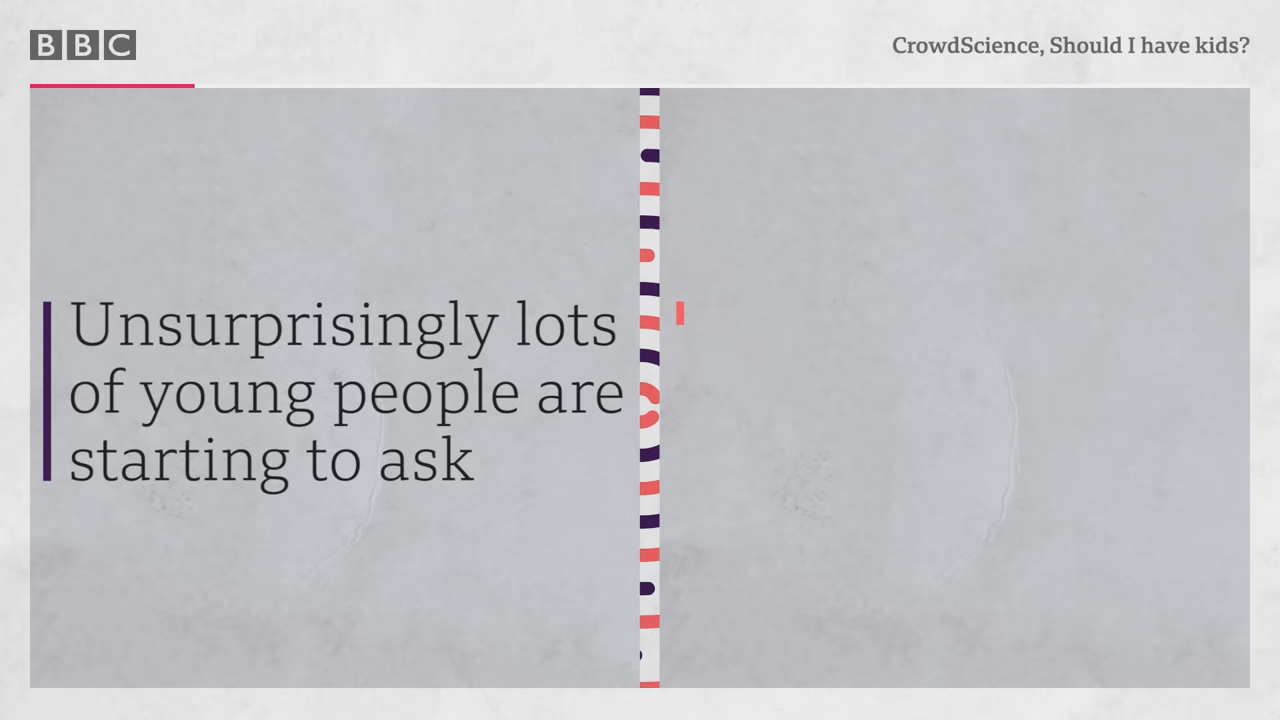 BBC
CrowdScience, Should I have kids?
Unsurprisingly lots
of young people are
starting to ask